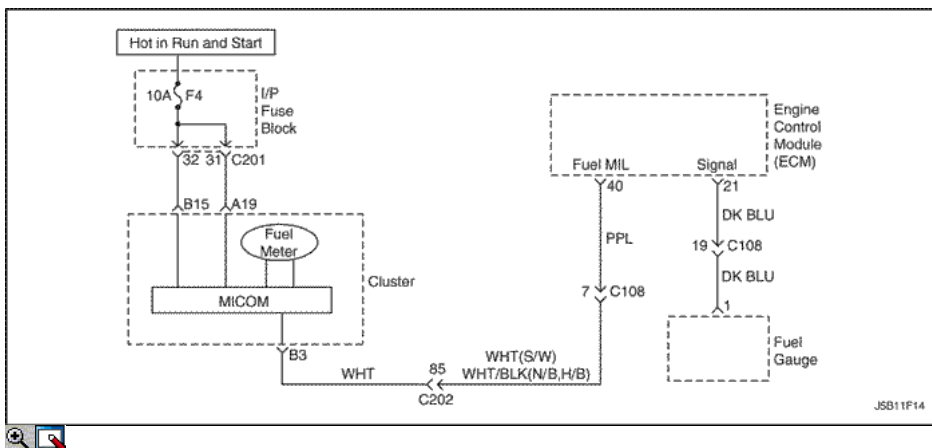 Hot in Run and Start
10A F4
I/P
Fuse
Block
32 31 C201
B15 A19
Fuel
Meter
MICOM
Cluster
B3
WHT
85
C202
WHT(S/W)
WHT/BLK(N/B,H/B)
Engine
Control
Module
(ECM)
Fuel MIL
Signal
40
21
PPL
DK BLU
19 C108
DK BLU
7 C108
1
Fuel
Gauge
JSB11F14